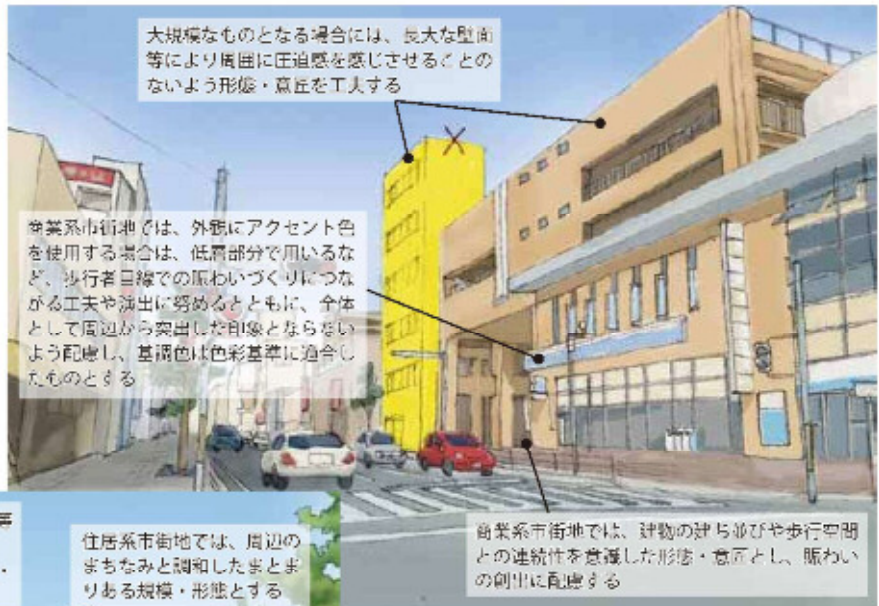 大規模なものとなる場合には、長大な壁面
等により周囲に圧迫感を感じさせることの
ないよう形態・意匠を工夫する
商業系市街地では、外観にアクセント色
を使用する場合は、低層部分で用いるな
ど、歩行者目線での賑わいづくりにつな
がる工夫や演出に努めるとともに、全体
として周辺から突出した印象とならない
よう配慮し、基調色は色彩基準に適合し
たものとする
商業系市街地では、建物の建ち並びや歩行空間
との連続性を意識した形態・意匠とし、賑わい
の創出に配慮する
等
住居系市街地では、周辺の
まちなみと調和したまとま
りある規模・形態とする